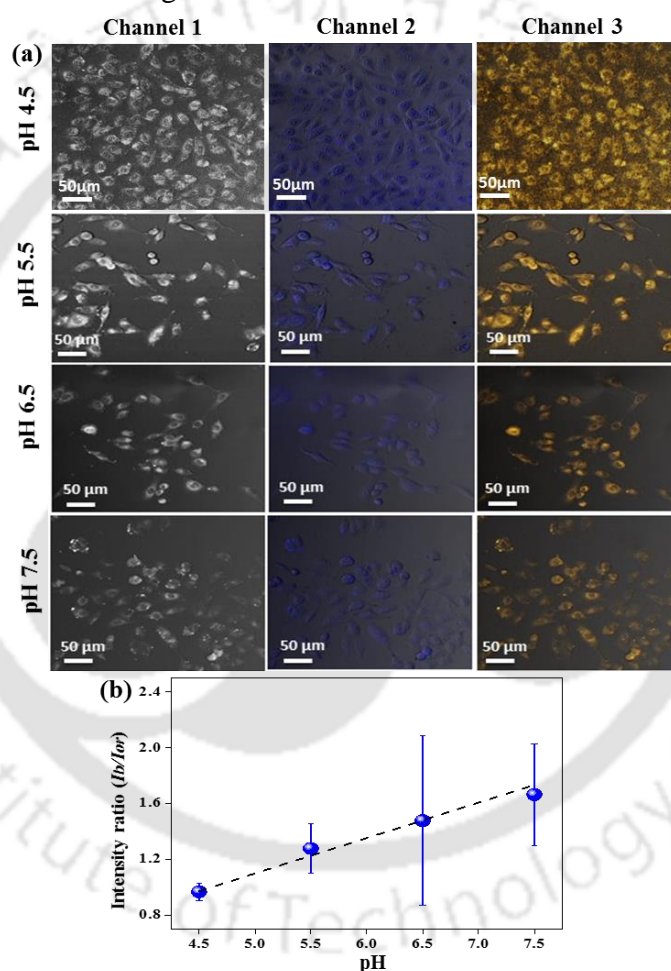 Channel 1 Channel 2 Channel 3
(a)
pH 4.5
50µm 50µm 50µm
pH 5.5
50 µm 50 µm 50 µm
pH 6.5
50 µm 50 µm 50 µm
pH 7.5
50 µm 50 µm 50 µm
(b)
Intensity ratio (Ib/Ior)
2.4
2.0
1.6
1.2
0.8
4.5 5.0 5.5 6.0 6.5 7.0 7.5
pH
itute of Technology